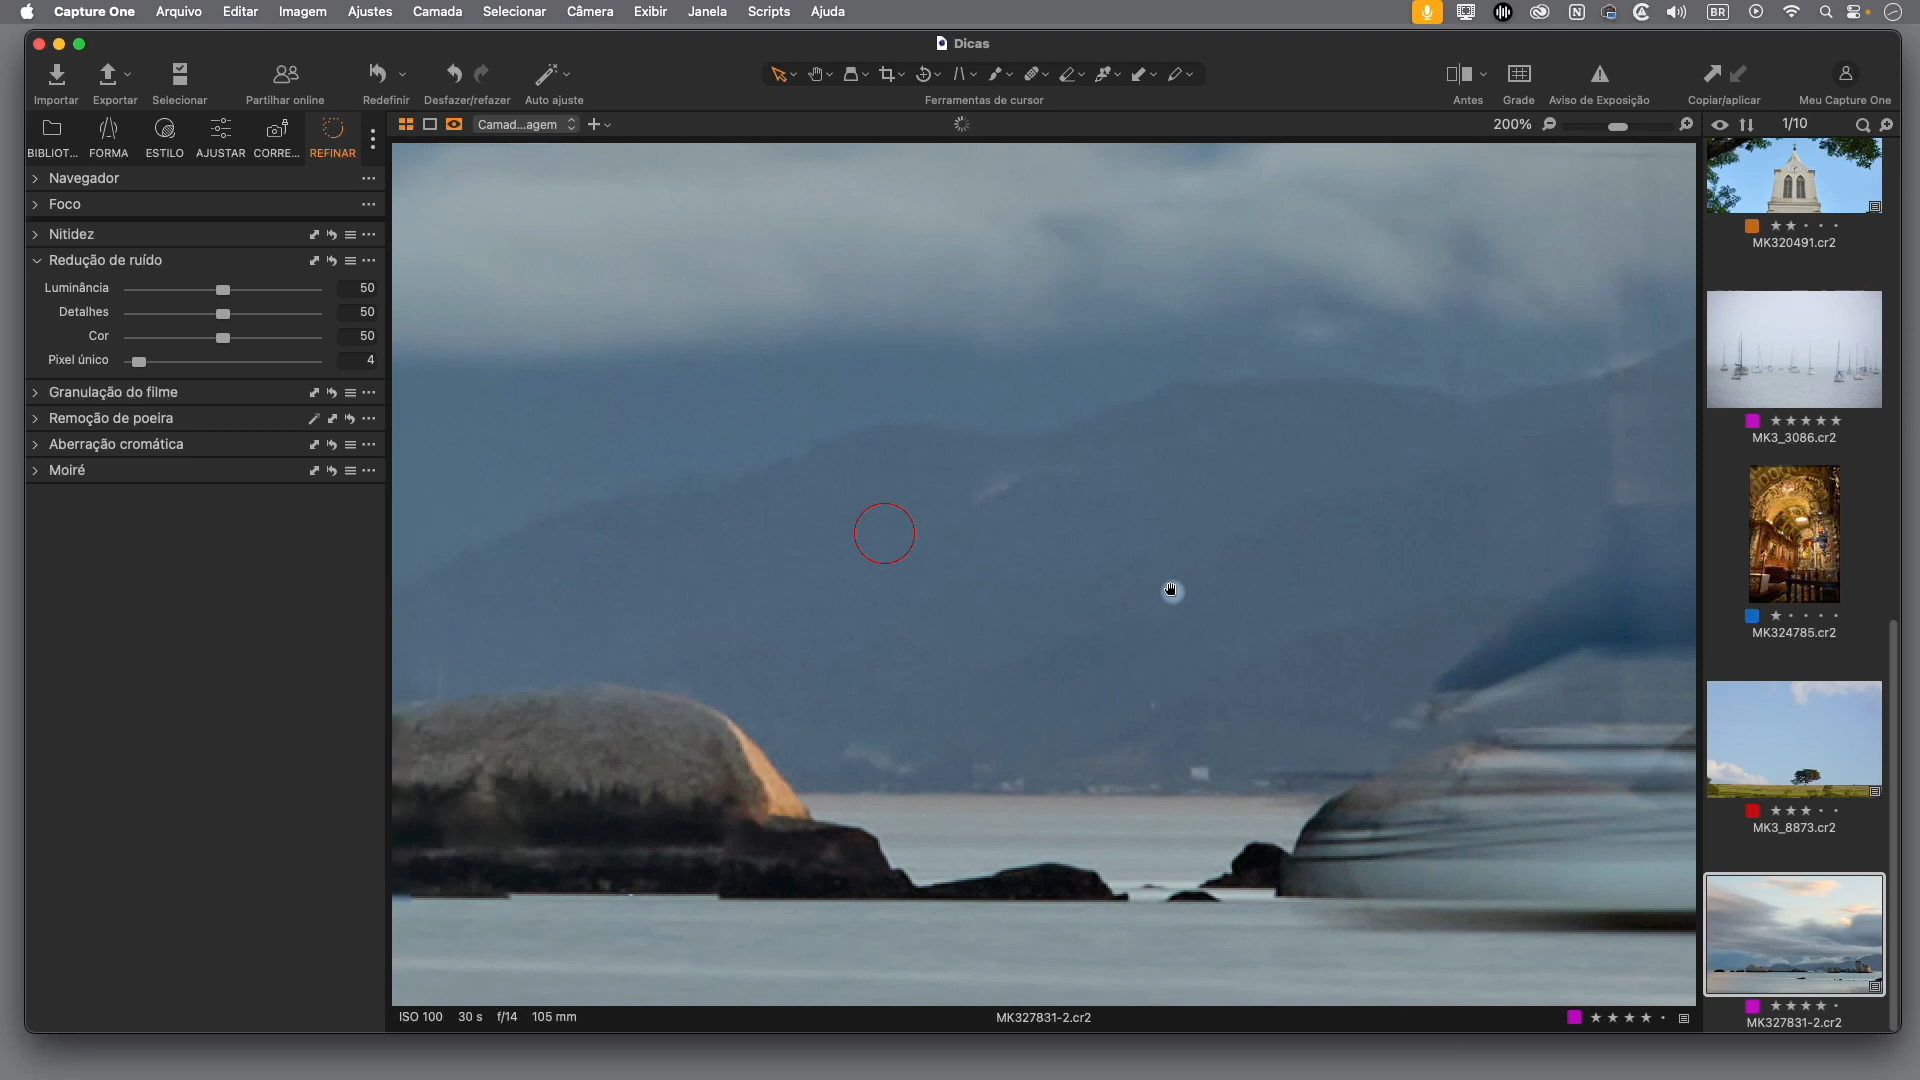 Capture One Arquivo Editar Imagem Ajustes Camada Selecionar Câmera Exibir Janela Scripts Ajuda BR
Dicas
Importar Exportar Selecionar Partilhar online Redefinir Desfazer/refazer Auto ajuste Ferramentas de cursor Antes Grade Aviso de Exposição Copiar/aplicar Meu Capture One
BIBLIOT... FORMA ESTILO AJUSTAR CORRE... REFINAR
Camad...agem 200% 1/10
Navegador
Foco
Nitidez
Redução de ruído
Luminância 50
Detalhes 50
Cor 50
Pixel único 4
Granulação do filme
Remoção de poeira
Aberração cromática
Moiré
MK320491.cr2
MK3_3086.cr2
MK324785.cr2
MK3_8873.cr2
MK327831-2.cr2
ISO 100 30 s f/14 105 mm MK327831-2.cr2